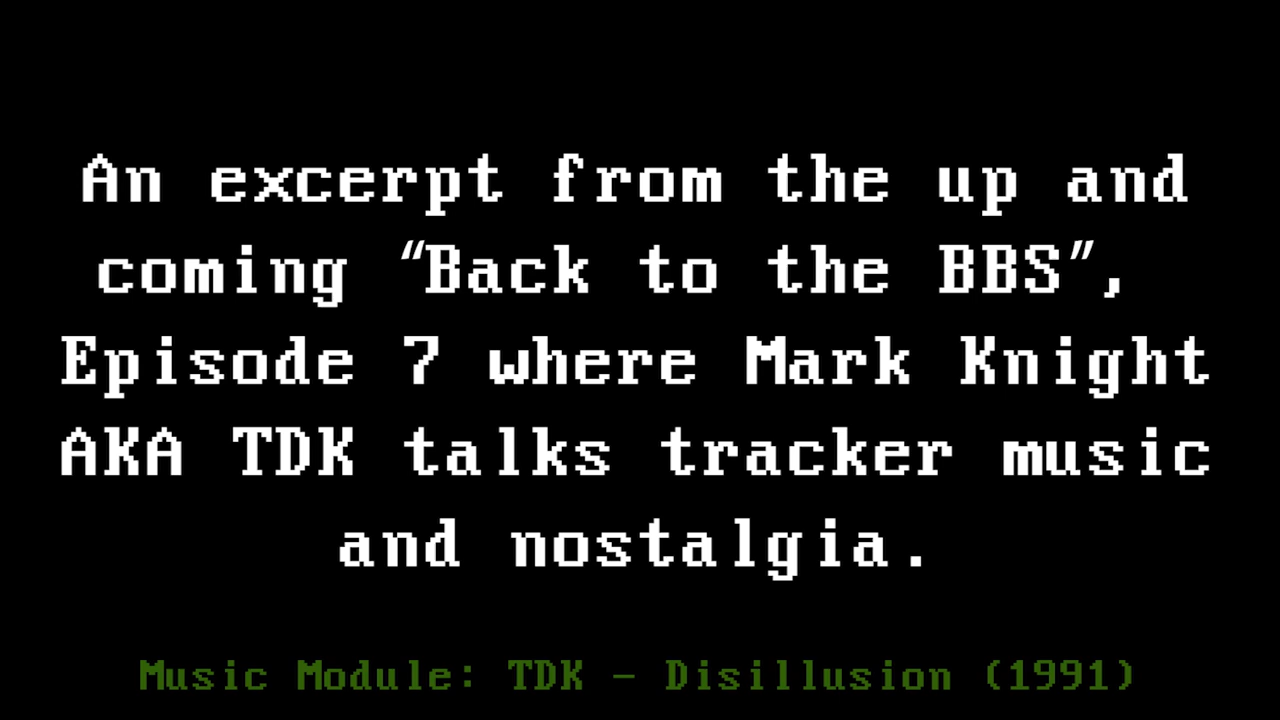 An excerpt from the up and
coming “Back to the BBS”,
Episode 7 where Mark Knight
AKA TDK talks tracker music
and nostalgia.
Music Module: TDK - Disillusion (1991)